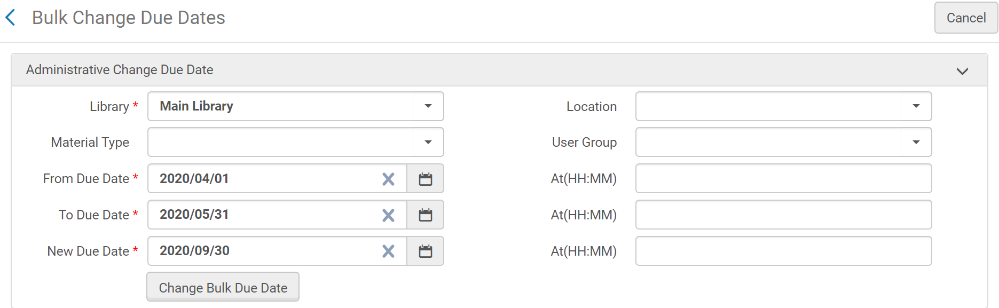 Bulk Change Due Dates
Cancel
Administrative Change Due Date
Library * Main Library
Location
Material Type
User Group
From Due Date * 2020/04/01
At(HH:MM)
To Due Date * 2020/05/31
At(HH:MM)
New Due Date * 2020/09/30
At(HH:MM)
Change Bulk Due Date